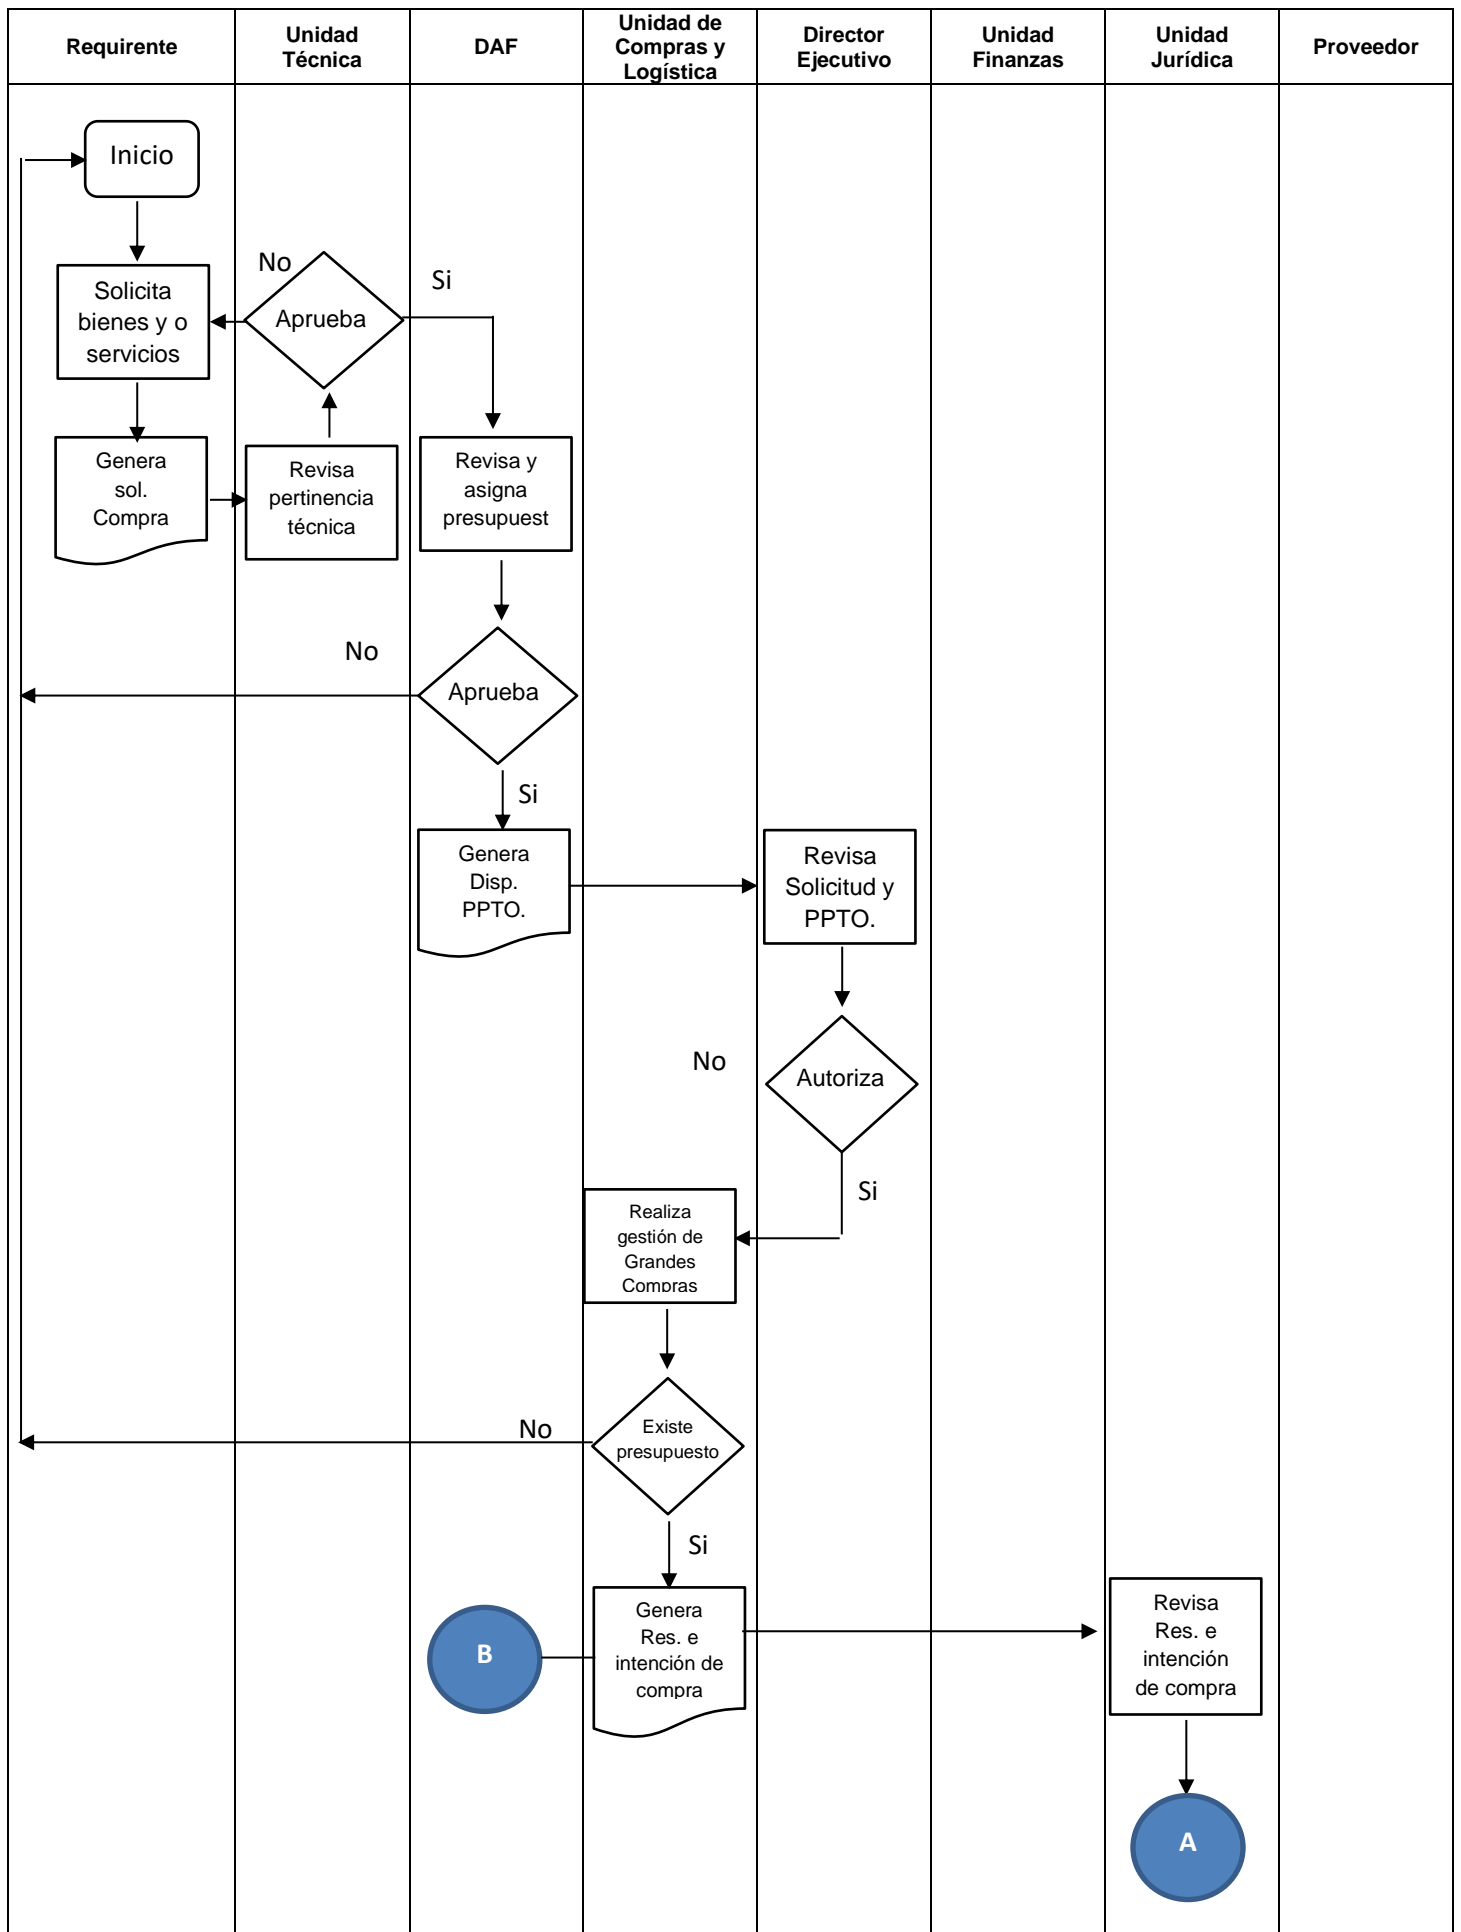 Requirente
Unidad
Técnica
DAF
Unidad de
Compras y
Logística
Director
Ejecutivo
Unidad
Finanzas
Unidad
Jurídica
Proveedor
Inicio
Solicita
bienes y o
servicios
No
Aprueba
Si
Genera
sol.
Compra
Revisa
pertinencia
técnica
Revisa y
asigna
presupuest
No
Aprueba
Si
Genera
Disp.
PPTO.
Revisa
Solicitud y
PPTO.
No
Autoriza
Si
Realiza
gestión de
Grandes
Compras
No
Existe
presupuesto
Si
B
Genera
Res. e
intención de
compra
Revisa
Res. e
intención
de compra
A